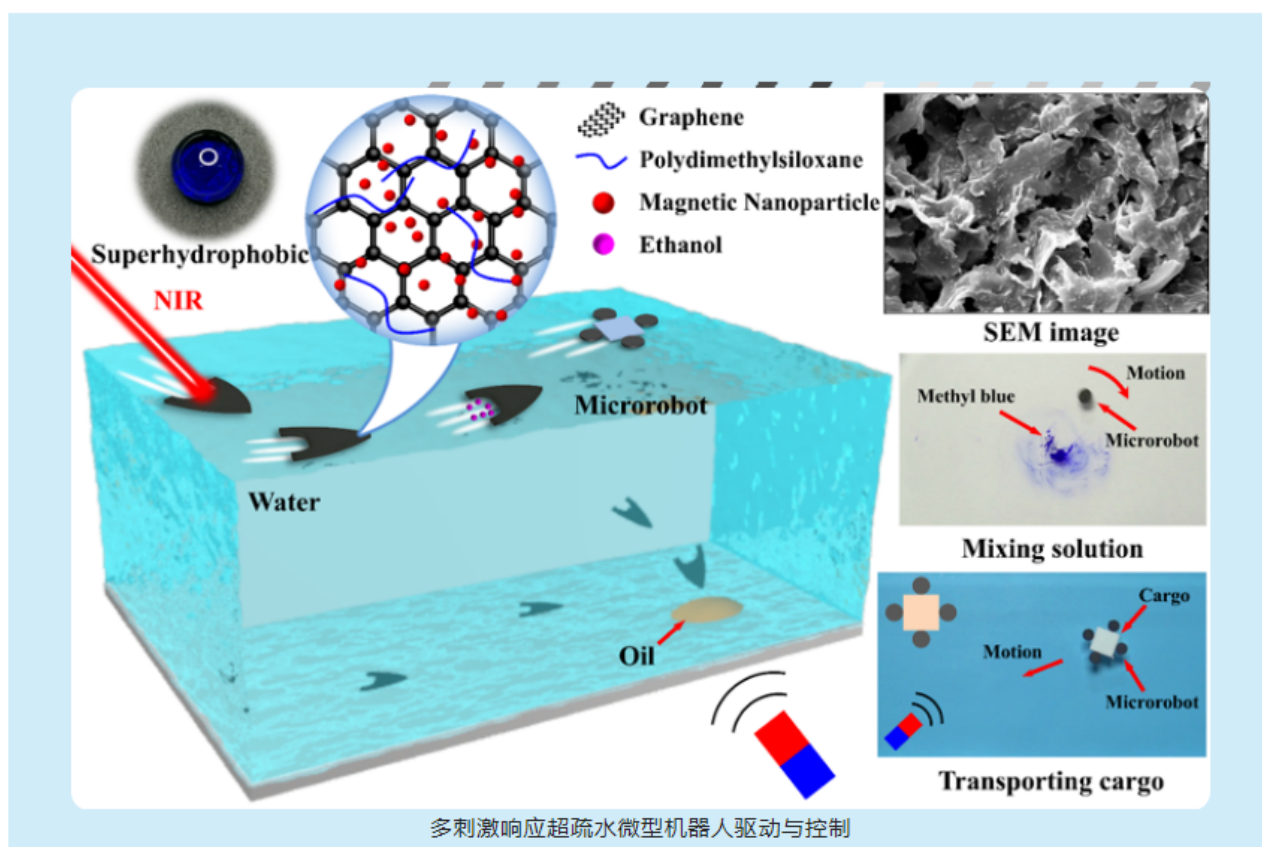 Graphene
Polydimethylsiloxane
Magnetic Nanoparticle
Ethanol
Superhydrophobic
NIR
SEM image
Microrobot
Water
Oil
Motion
Methyl blue
Microrobot
Mixing solution
Cargo
Motion
Microrobot
Transporting cargo
多刺激响应超疏水微型机器人驱动与控制